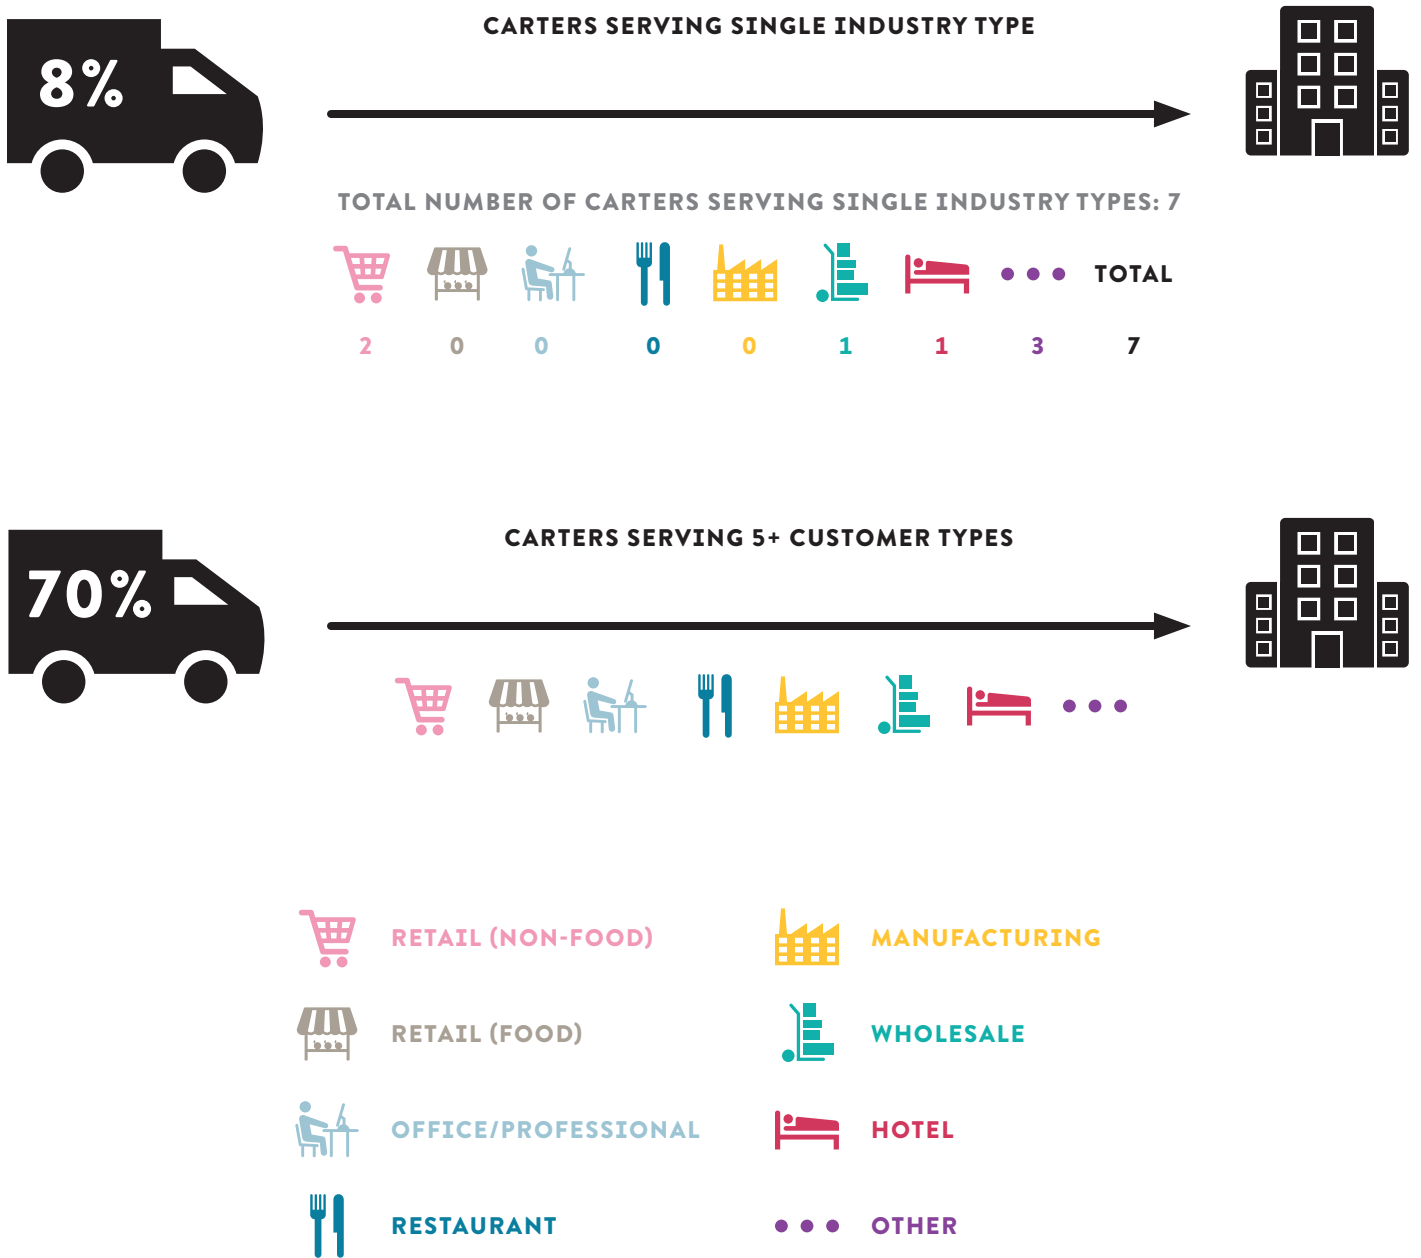 CARTERS SERVING SINGLE INDUSTRY TYPE
8%
TOTAL NUMBER OF CARTERS SERVING SINGLE INDUSTRY TYPES: 7
TOTAL
2 0 0 0 0 1 1 3 7
CARTERS SERVING 5+ CUSTOMER TYPES
70%
RETAIL (NON-FOOD)
RETAIL (FOOD)
OFFICE/PROFESSIONAL
RESTAURANT
MANUFACTURING
WHOLESALE
HOTEL
OTHER